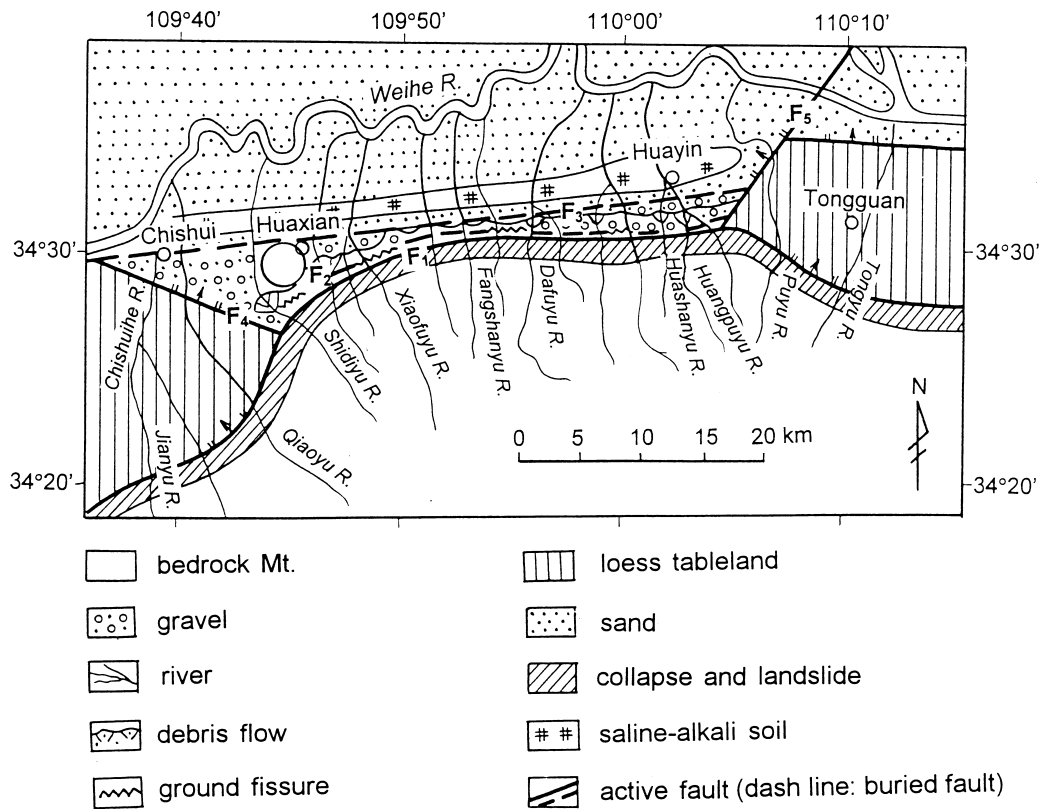 109°40' 109°50' 110°00' 110°10'
Weihe R.
F5
Huayin
Tongguan
Chishui Huaxian
F3
34°30' 34°30'
F2 F1
F4
Chishuihe R.
Shidiyu R.
Xiaofuyu R.
Fangshanyu R.
Dafuyu R.
Huashanyu R.
Huangpuyu R.
Puyu R.
Tongyu R.
Jianyu R.
Qiaoyu R.
N
0 5 10 15 20 km
34°20' 34°20'
bedrock Mt. loess tableland
gravel sand
river collapse and landslide
debris flow saline-alkali soil
ground fissure active fault (dash line: buried fault)